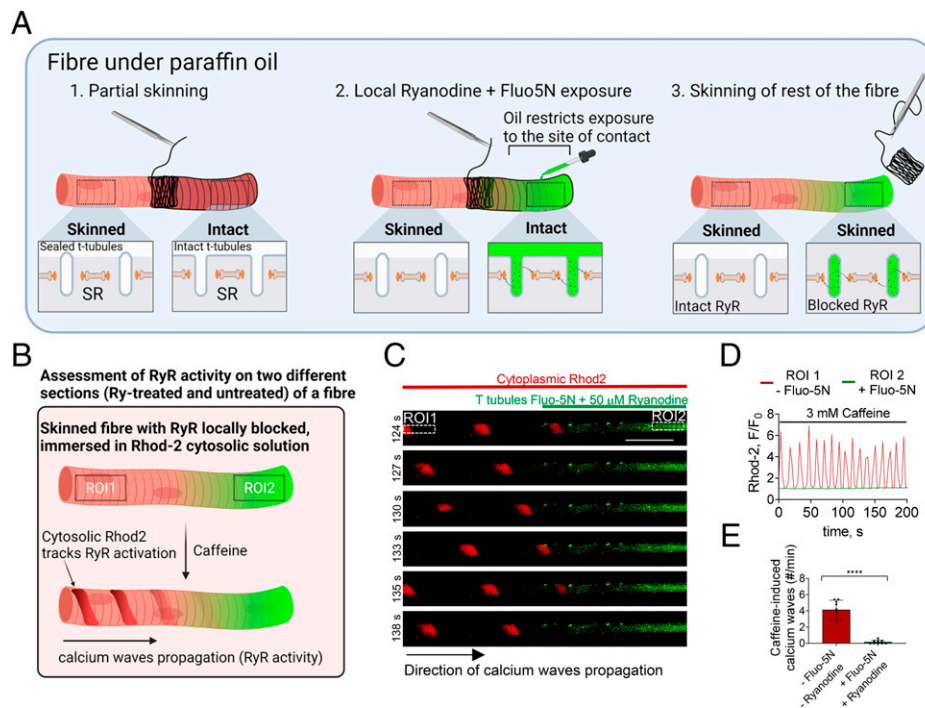 A
Fibre under paraffin oil
1. Partial skinning
2. Local Ryanodine + Fluo5N exposure
3. Skinning of rest of the fibre
Oil restricts exposure
to the site of contact
Skinned
Intact
Skinned
Intact
Skinned
Skinned
Sealed t-tubules
Intact t-tubules
SR
SR
Intact RyR
Blocked RyR
B
Assessment of RyR activity on two different
sections (Ry-treated and untreated) of a fibre
Skinned fibre with RyR locally blocked,
immersed in Rhod-2 cytosolic solution
ROI1
ROI2
Cytosolic Rhod2
tracks RyR activation
Caffeine
calcium waves propagation (RyR activity)
C
Cytoplasmic Rhod2
T tubules Fluo-5N + 50 µM Ryanodine
ROI1
ROI2
124 s
127 s
130 s
133 s
135 s
138 s
Direction of calcium waves propagation
D
ROI 1
- Fluo-5N
ROI 2
+ Fluo-5N
3 mM Caffeine
Rhod-2, F/F0
8
6
4
2
0
0
50
100
150
200
time, s
E
Caffeine-induced
calcium waves (#/min)
****
8
6
4
2
0
- Fluo-5N
- Ryanodine
+ Fluo-5N
+ Ryanodine